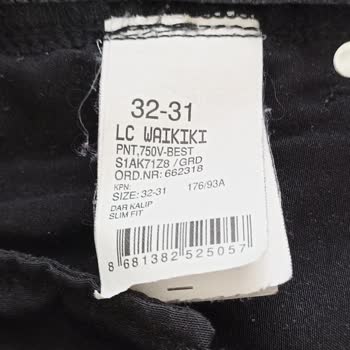 32-31
LC WAIKIKI
PNT,750V-BEST
S1AK71Z8 /GRD
ORD.NR: 662318
KPN:
SIZE: 32-31 176/93A
DAR KALIP
SLIM FIT
8 681382 525057